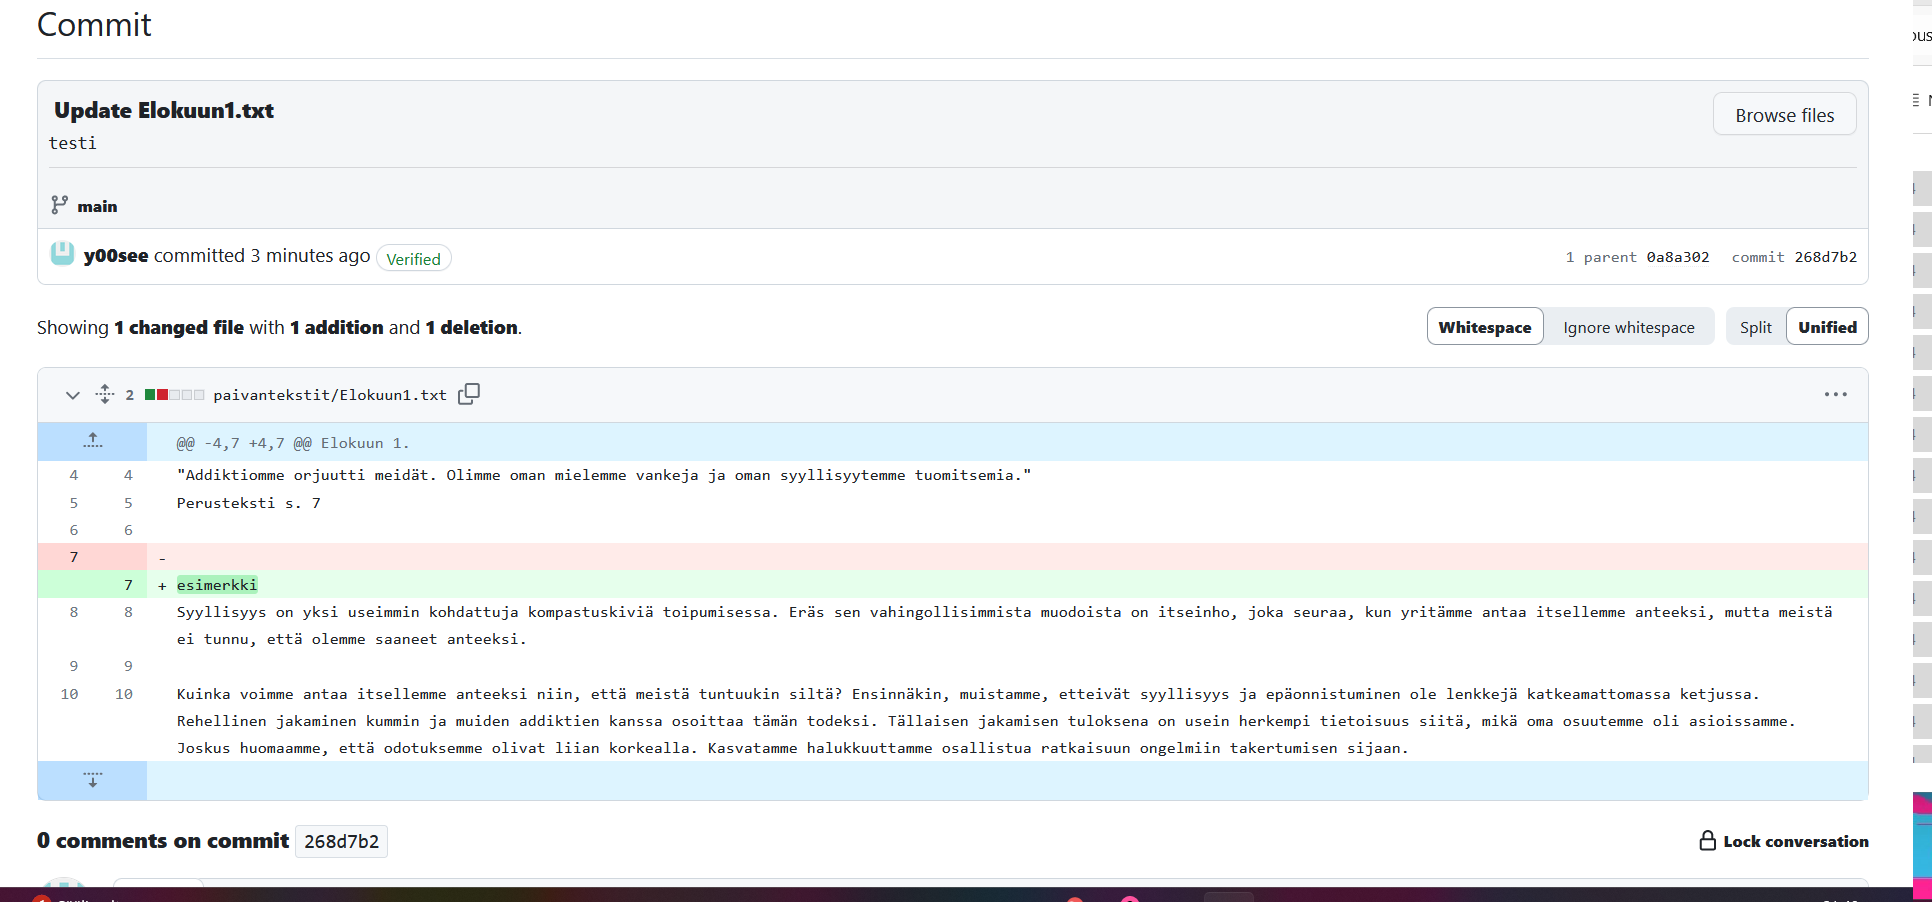 Commit
Update Elokuun1.txt
Browse files
testi
main
y00see committed 3 minutes ago Verified
1 parent 0a8a302 commit 268d7b2
Showing 1 changed file with 1 addition and 1 deletion.
Whitespace Ignore whitespace Split Unified
2 paivantekstit/Elokuun1.txt
@@ -4,7 +4,7 @@ Elokuun 1.
4 4 "Addiktiomme orjuutti meidät. Olimme oman mielemme vankeja ja oman syyllisyytemme tuomitsemia."
5 5 Perusteksti s. 7
6 6
7 -
7 + esimerkki
8 8 Syyllisyys on yksi useimmin kohdattuja kompastuskiviä toipumisessa. Eräs sen vahingollisimmista muodoista on itseinho, joka seuraa, kun yritämme antaa itsellemme anteeksi, mutta meistä
ei tunnu, että olemme saaneet anteeksi.
9 9
10 10 Kuinka voimme antaa itsellemme anteeksi niin, että meistä tuntuukin siltä? Ensinnäkin, muistamme, etteivät syyllisyys ja epäonnistuminen ole lenkkejä katkeamattomassa ketjussa.
Rehellinen jakaminen kummin ja muiden addiktien kanssa osoittaa tämän todeksi. Tällaisen jakamisen tuloksena on usein herkempi tietoisuus siitä, mikä oma osuutemme oli asioissamme.
Joskus huomaamme, että odotuksemme olivat liian korkealla. Kasvatamme halukkuuttamme osallistua ratkaisuun ongelmiin takertumisen sijaan.
0 comments on commit 268d7b2
Lock conversation